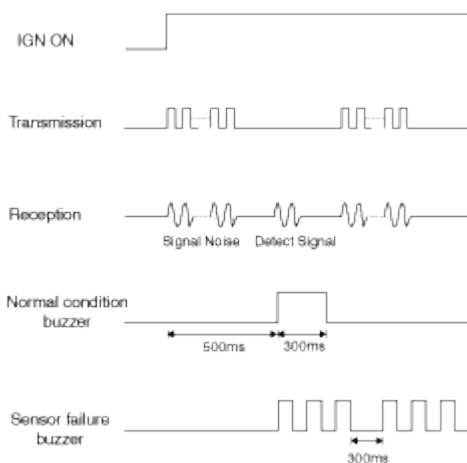 IGN ON
Transmission
Reception
Signal Noise Detect Signal
Normal condition
buzzer
500ms 300ms
Sensor failure
buzzer
300ms